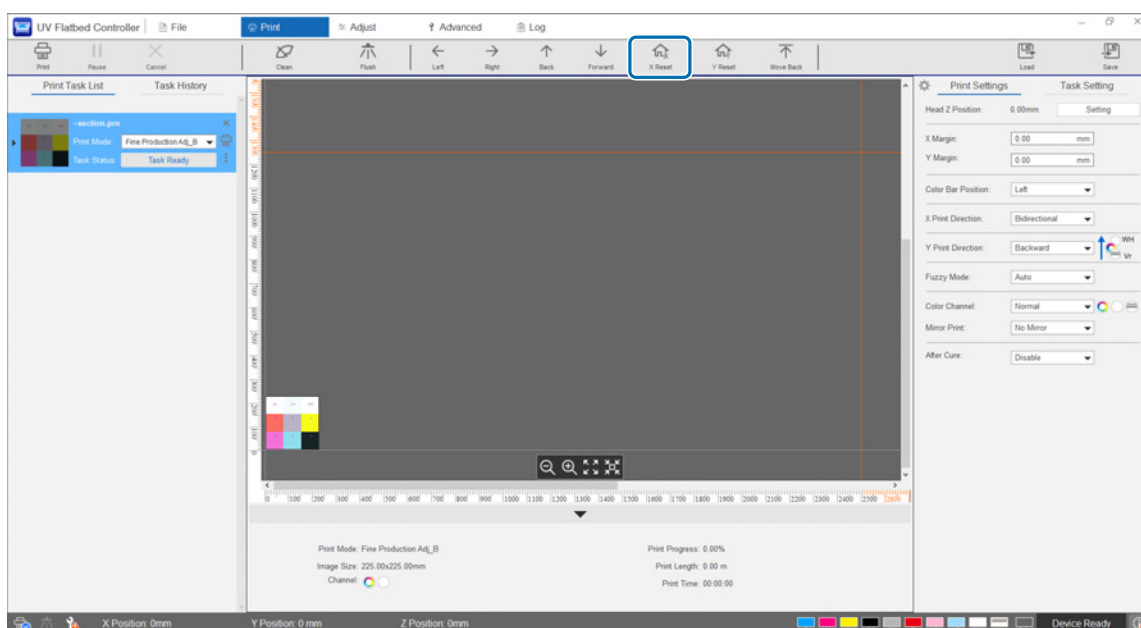 UV Flatbed Controller File Print Adjust Advanced Log
Print Pause Cancel Clean Flush Left Right Back Forward X Reset Y Reset Move Back Load Save
Print Task List Task History
~section.prn
Print Mode: Fine Production Adj_B
Task Status: Task Ready
Print Settings Task Setting
Head Z Position: 0.00mm Setting
X Margin: 0.00 mm
Y Margin: 0.00 mm
Color Bar Position: Left
X Print Direction: Bidirectional
Y Print Direction: Backward WH Vr
Fuzzy Mode: Auto
Color Channel: Normal
Mirror Print: No Mirror
After Cure: Disable
0 100 200 300 400 500 600 700 800 900 1000 1100 1200 1300 1400 1500 1600 1700 1800 1900 2000 2100 2200 2300 2400 2500 2600
Print Mode: Fine Production Adj_B
Image Size: 225.00x225.00mm
Channel:
Print Progress: 0.00%
Print Length: 0.00 m
Print Time: 00:00:00
X Position: 0mm Y Position: 0 mm Z Position: 0mm Device Ready